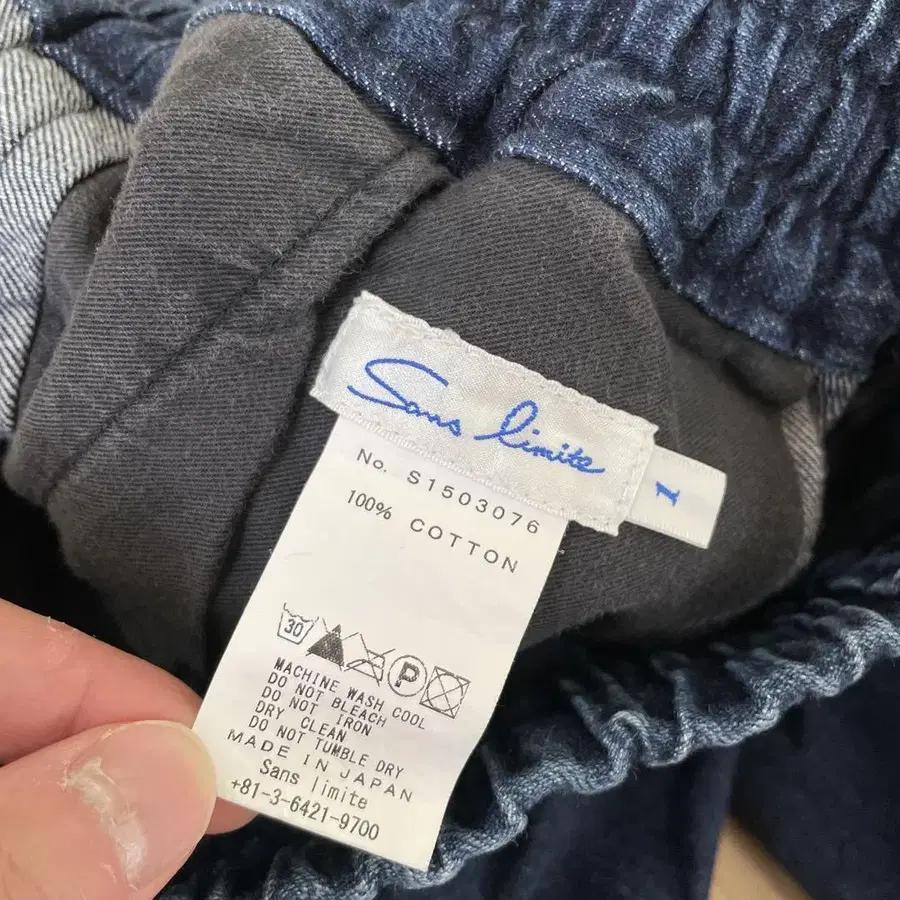 Sans limite
1
No. S1503076
100% COTTON
30
P
MACHINE WASH COOL
DO NOT BLEACH
DO NOT IRON
DRY CLEAN
DO NOT TUMBLE DRY
MADE IN JAPAN
Sans limite
+81-3-6421-9700